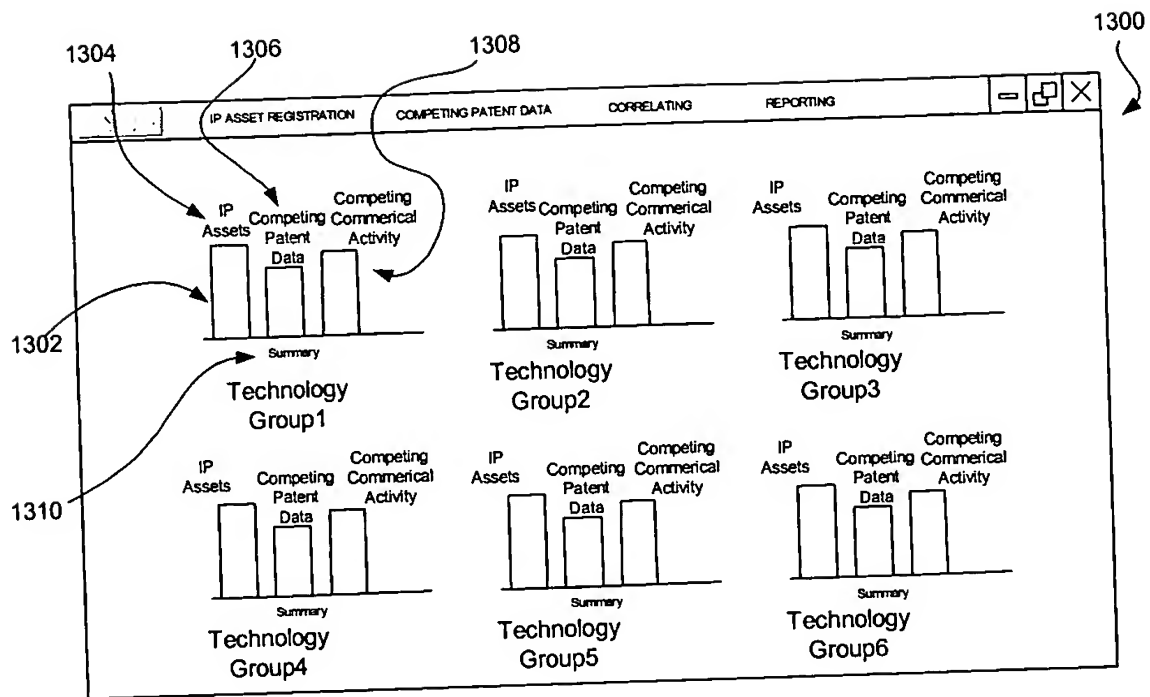 1300
1304
1306
1308
IP ASSET REGISTRATION COMPETING PATENT DATA CORRELATING REPORTING
IP
Assets
Competing
Patent
Data
Competing
Commerical
Activity
IP
Assets
Competing
Patent
Data
Competing
Commerical
Activity
IP
Assets
Competing
Patent
Data
Competing
Commerical
Activity
1302
Summary
Technology
Group1
Summary
Technology
Group2
Summary
Technology
Group3
1310
IP
Assets
Competing
Patent
Data
Competing
Commerical
Activity
IP
Assets
Competing
Patent
Data
Competing
Commerical
Activity
IP
Assets
Competing
Patent
Data
Competing
Commerical
Activity
Summary
Technology
Group4
Summary
Technology
Group5
Summary
Technology
Group6